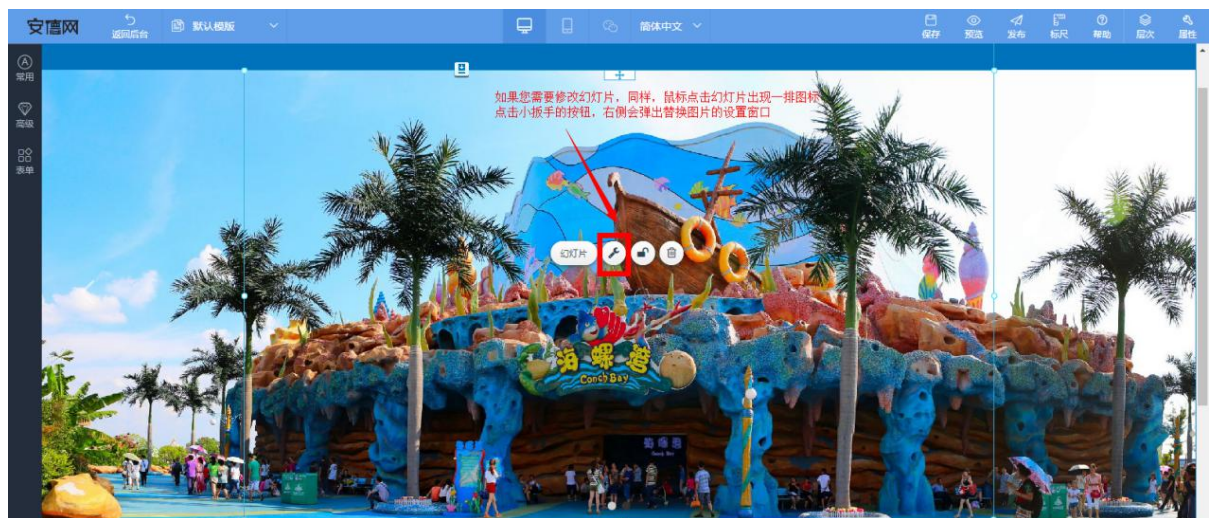 安信网
返回后台
默认模版
简体中文
保存
预览
发布
标尺
帮助
层次
属性
常用
高级
表单
如果您需要修改幻灯片，同样，鼠标点击幻灯片出现一排图标
点击小扳手的按钮，右侧会弹出替换图片的设置窗口
幻灯片
海螺湾
Conch Bay